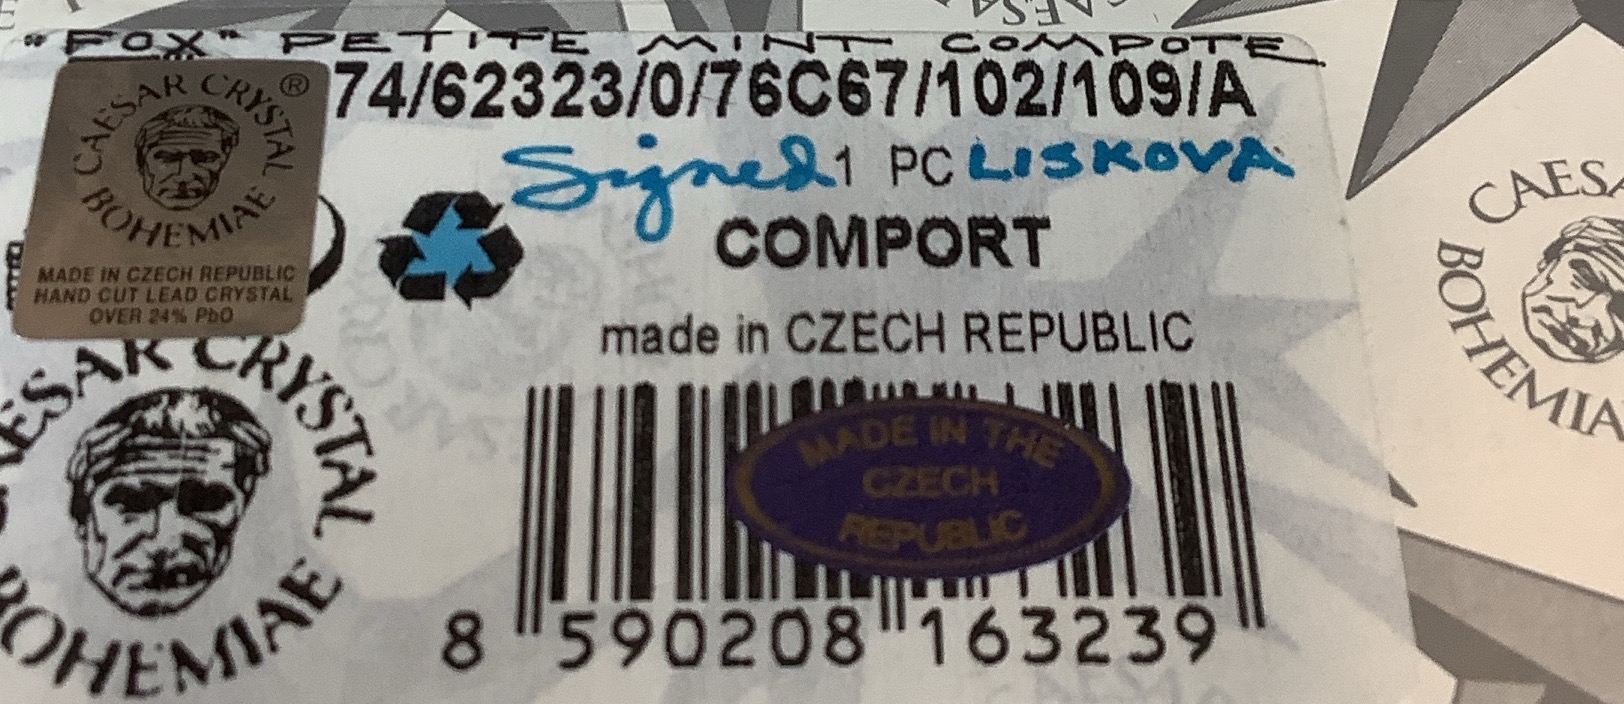 "FOX" PETITE MINT COMPOTE
74/62323/0/76C67/102/109/A
CAESAR CRYSTAL ®
BOHEMIAE
MADE IN CZECH REPUBLIC
HAND CUT LEAD CRYSTAL
OVER 24% PbO
Signed 1 PC LISKOVA
COMPORT
made in CZECH REPUBLIC
MADE IN THE
CZECH
REPUBLIC
8 590208 163239
CAESAR CRYSTAL
BOHEMIAE